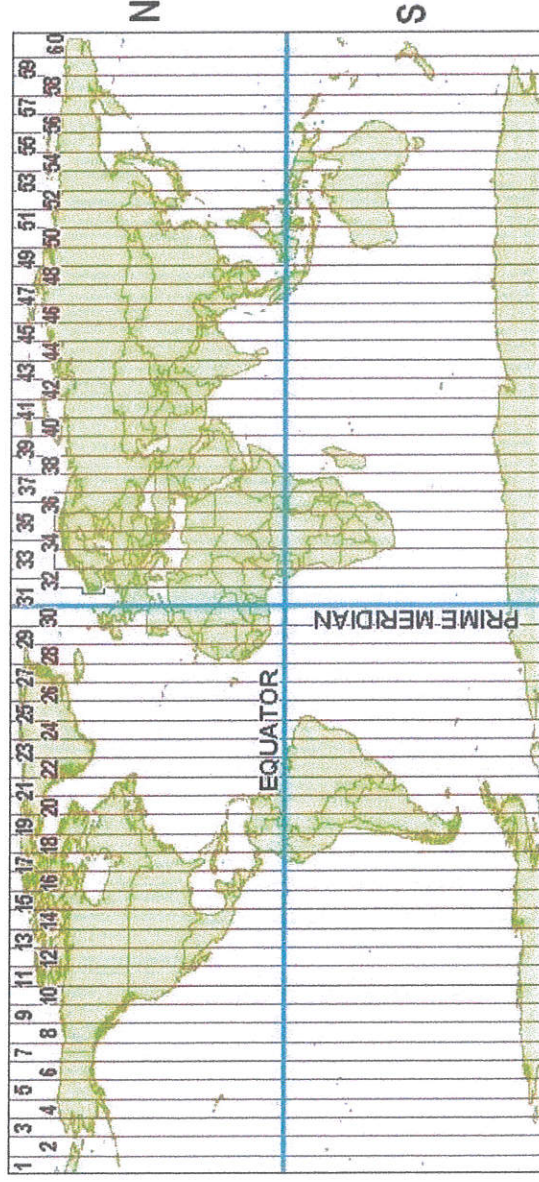 1 3 5 7 9 11 13 15 17 19 21 23 25 27 29 31 33 35 37 39 41 43 45 47 49 51 53 55 57 59
2 4 6 8 10 12 14 16 18 20 22 24 26 28 30 32 34 36 38 40 42 44 46 48 50 52 54 56 58 60
N
EQUATOR
PRIME MERIDIAN
S